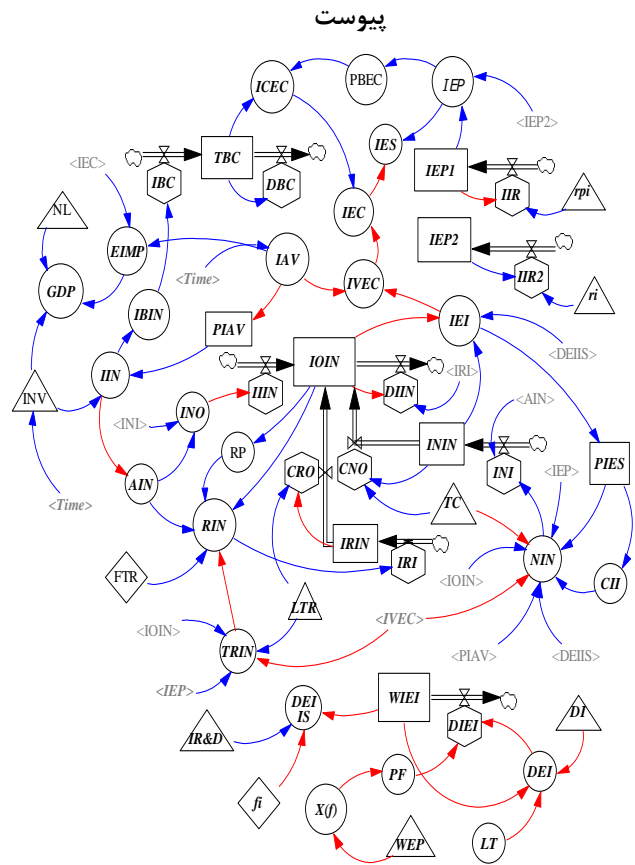 پیوست
ICEC
PBEC
IEP
<IEP2>
<IEC>
IBC
TBC
DBC
IES
IEP1
IIR
rpi
NL
IEC
EIMP
IEP2
IIR2
ri
GDP
<Time>
IAV
IVEC
IBIN
PIAV
IEI
<DEIIS>
IIN
IOIN
INV
<INI>
INO
IIIN
DIIN
<IRI>
<AIN>
RP
CRO
CNO
ININ
INI
<IEP>
PIES
AIN
TC
<Time>
RIN
IRIN
IRI
NIN
<IOIN>
FTR
CII
LTR
<IOIN>
<IVEC>
TRIN
<PIAV>
<DEIIS>
<IEP>
DEI
IS
WIEI
DIEI
DI
IR&D
PF
DEI
fi
X(f)
WEP
LT